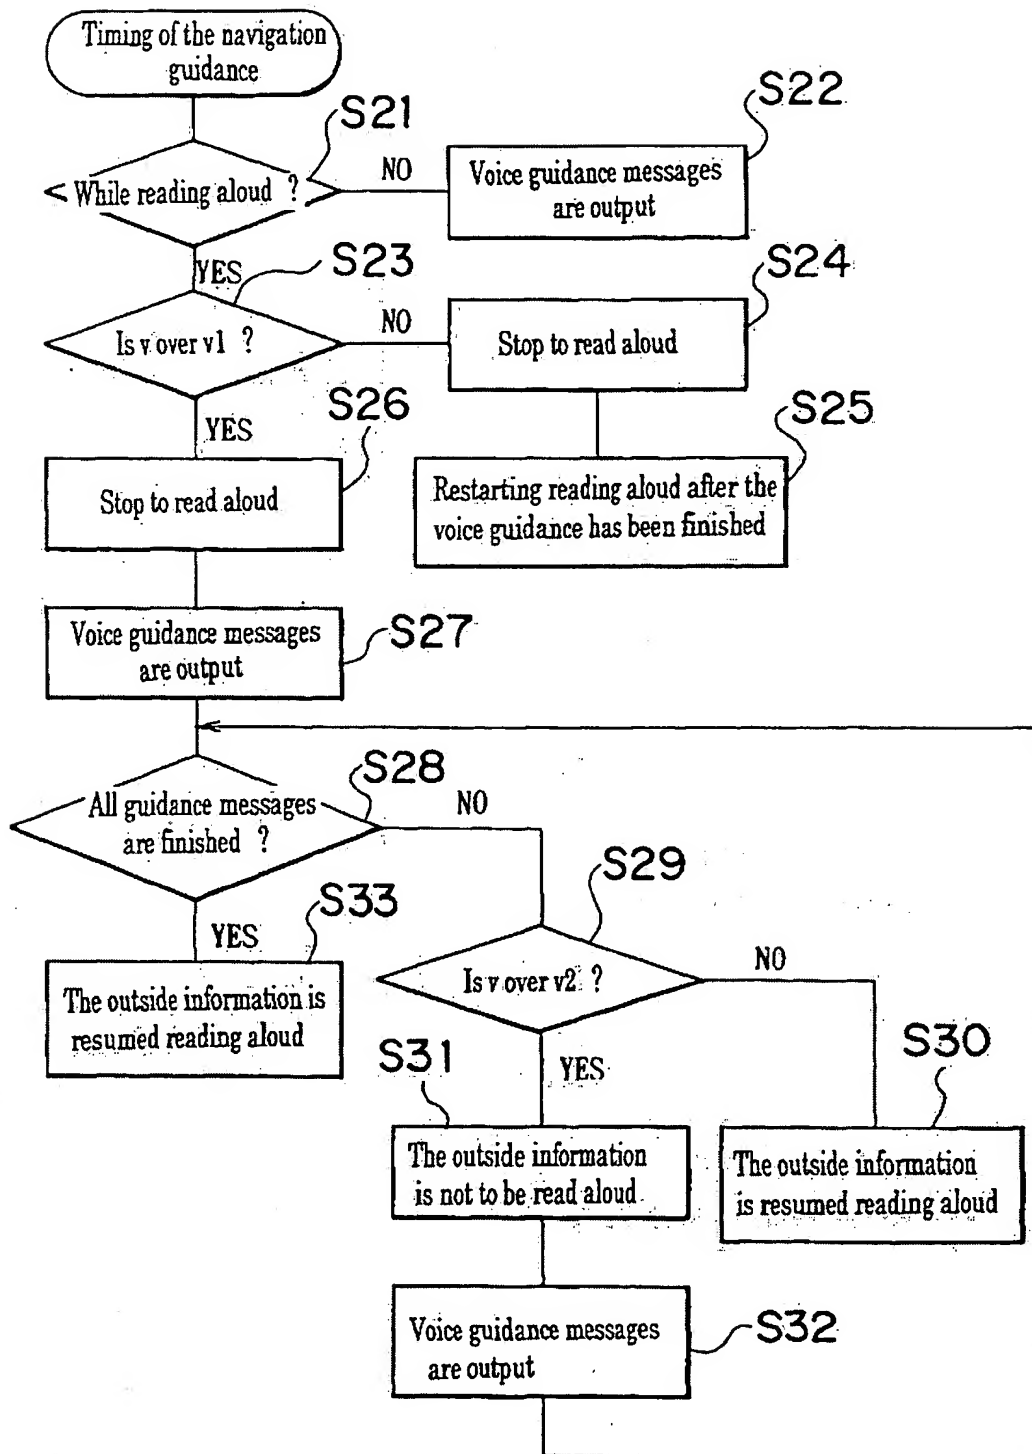 Timing of the navigation
guidance
S21
While reading aloud ?
NO
S22
Voice guidance messages
are output
YES
S23
Is v over v1 ?
NO
S24
Stop to read aloud
S25
Restarting reading aloud after the
voice guidance has been finished
YES
S26
Stop to read aloud
Voice guidance messages
are output
S27
S28
All guidance messages
are finished ?
NO
YES
S33
The outside information is
resumed reading aloud
S29
Is v over v2 ?
NO
S30
The outside information
is resumed reading aloud
YES
S31
The outside information
is not to be read aloud
Voice guidance messages
are output
S32